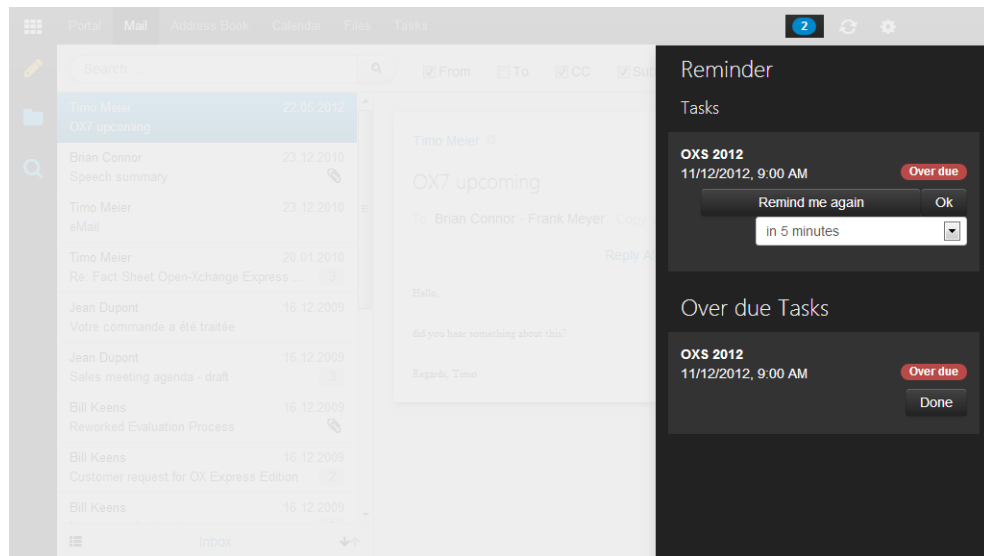 Portal Mail Address Book Calendar Files Tasks
2
Search
From To CC
Timo Meier 22.06.2012
OX7 upcoming
Brian Connor 23.12.2010
Speech summary
Timo Meier 23.12.2010
eMail
Timo Meier 20.01.2010
Re: Fact Sheet Open-Xchange Express ...
Jean Dupont 16.12.2009
Votre commande a été traitée
Jean Dupont 16.12.2009
Sales meeting agenda - draft 3
Bill Keens 16.12.2009
Reworked Evaluation Process
Bill Keens 16.12.2009
Customer request for OX Express Edition 2
Bill Keens 16.12.2009
Inbox
Timo Meier
OX7 upcoming
To: Brian Connor - Frank Meyer Copy
Reply Al
Hello,
did you hear something about this?
Regards, Timo
Reminder
Tasks
OXS 2012
11/12/2012, 9:00 AM Over due
Remind me again Ok
in 5 minutes
Over due Tasks
OXS 2012
11/12/2012, 9:00 AM Over due
Done